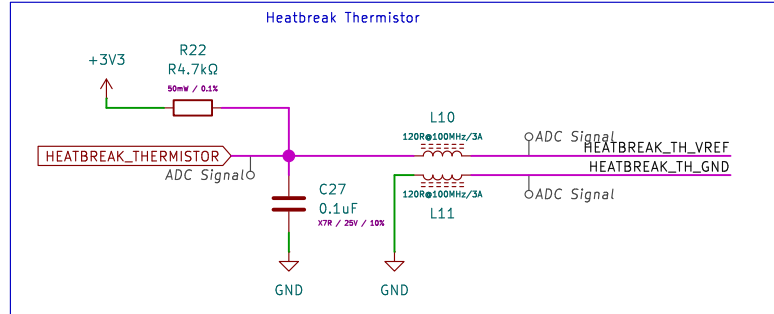 Heatbreak Thermistor
+3V3
R22
R4.7kΩ
50mW / 0.1%
L10
120R@100MHz/3A
ADC Signal
HEATBREAK_TH_VREF
HEATBREAK_THERMISTOR
ADC Signal
HEATBREAK_TH_GND
C27
0.1uF
X7R / 25V / 10%
120R@100MHz/3A
L11
ADC Signal
GND
GND